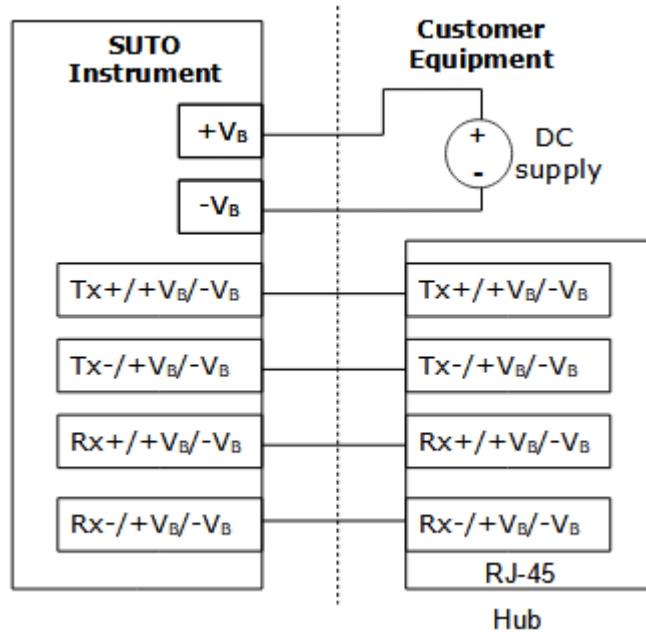 SUTO
Instrument
Customer
Equipment
+VB
+
-
DC
supply
-VB
Tx+/+VB/-VB
Tx+/+VB/-VB
Tx-/+VB/-VB
Tx-/+VB/-VB
Rx+/+VB/-VB
Rx+/+VB/-VB
Rx-/+VB/-VB
Rx-/+VB/-VB
RJ-45
Hub